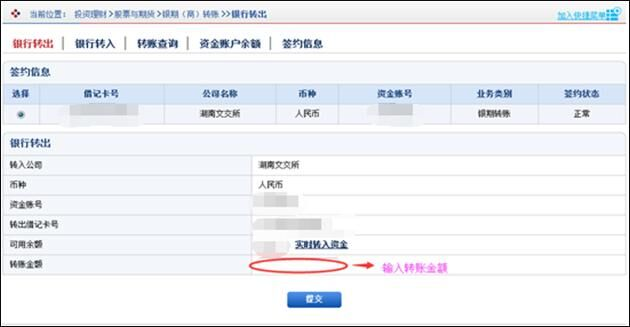 当前位置： 投资理财>>股票与期货>>银期（商）转账>>银行转出
加入快捷菜单
银行转出 银行转入 转账查询 资金账户余额 签约信息
签约信息
选择 借记卡号 公司名称 币种 资金账号 业务类别 签约状态
湖南文交所 人民币 银期转账 正常
银行转出
转入公司 湖南文交所
币种 人民币
资金账号
转出借记卡号
可用余额 实时转入资金
转账金额 输入转账金额
提交